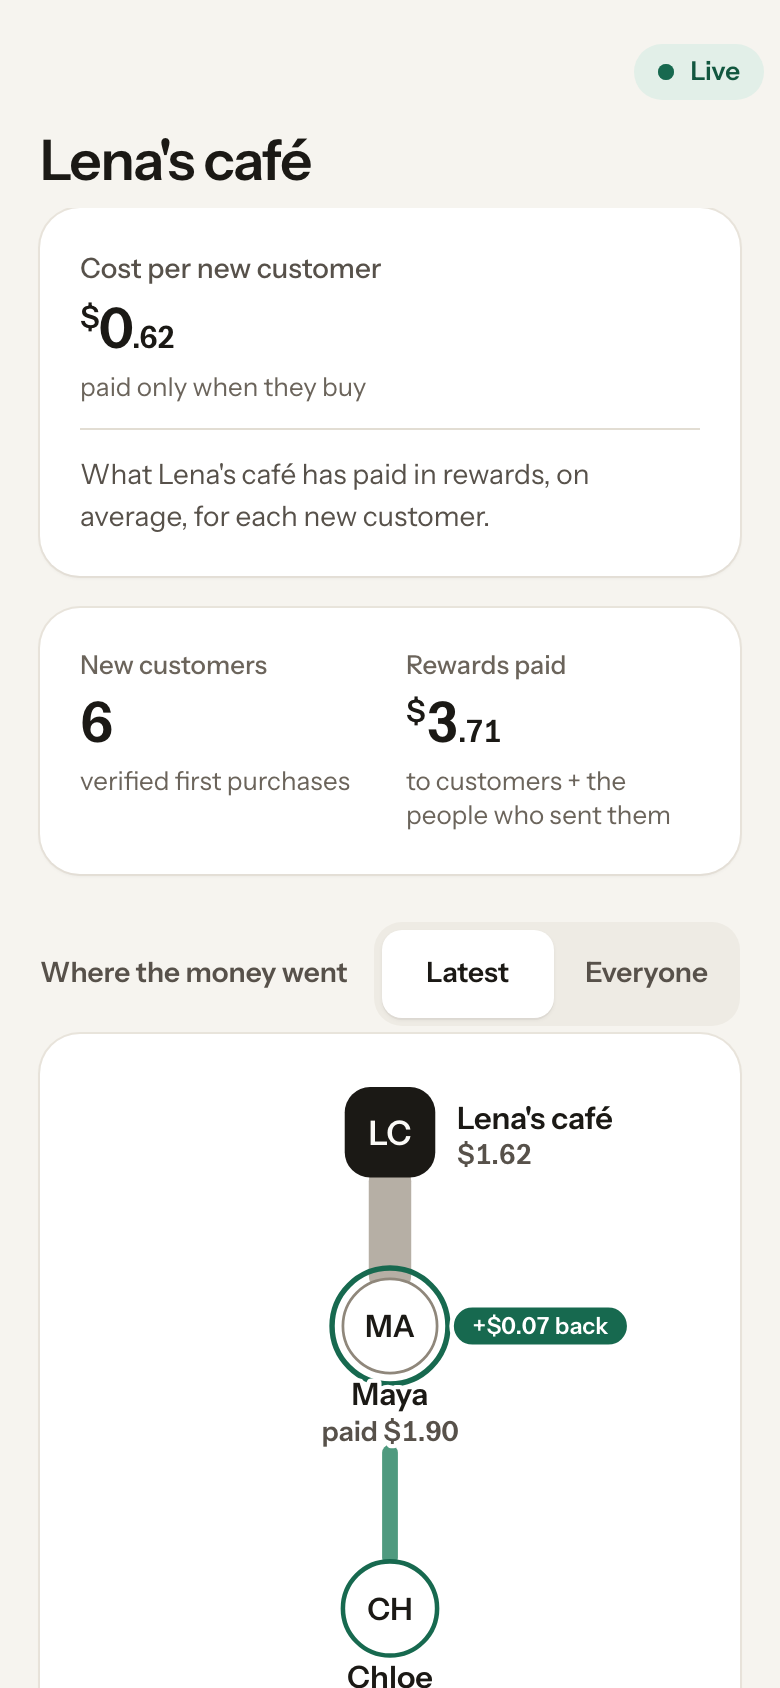 Live
Lena's café
Cost per new customer
$0.62
paid only when they buy
What Lena's café has paid in rewards, on
average, for each new customer.
New customers
6
verified first purchases
Rewards paid
$3.71
to customers + the
people who sent them
Where the money went
Latest
Everyone
LC
Lena's café
$1.62
MA
+$0.07 back
Maya
paid $1.90
CH
Chloe